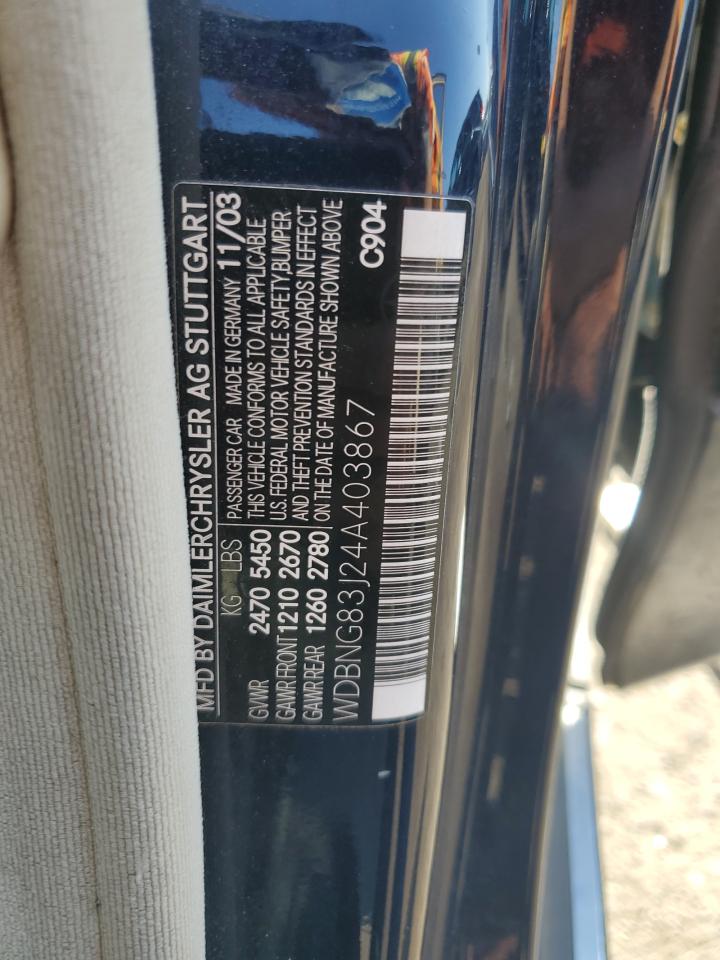 MFD BY DAIMLERCHRYSLER AG STUTTGART
KG LBS PASSENGER CAR MADE IN GERMANY 11/03
GVWR 2470 5450 THIS VEHICLE CONFORMS TO ALL APPLICABLE
GAWR FRONT 1210 2670 U.S. FEDERAL MOTOR VEHICLE SAFETY,BUMPER,
GAWR REAR 1260 2780 AND THEFT PREVENTION STANDARDS IN EFFECT
ON THE DATE OF MANUFACTURE SHOWN ABOVE
WDBNG83J24A403867 C904